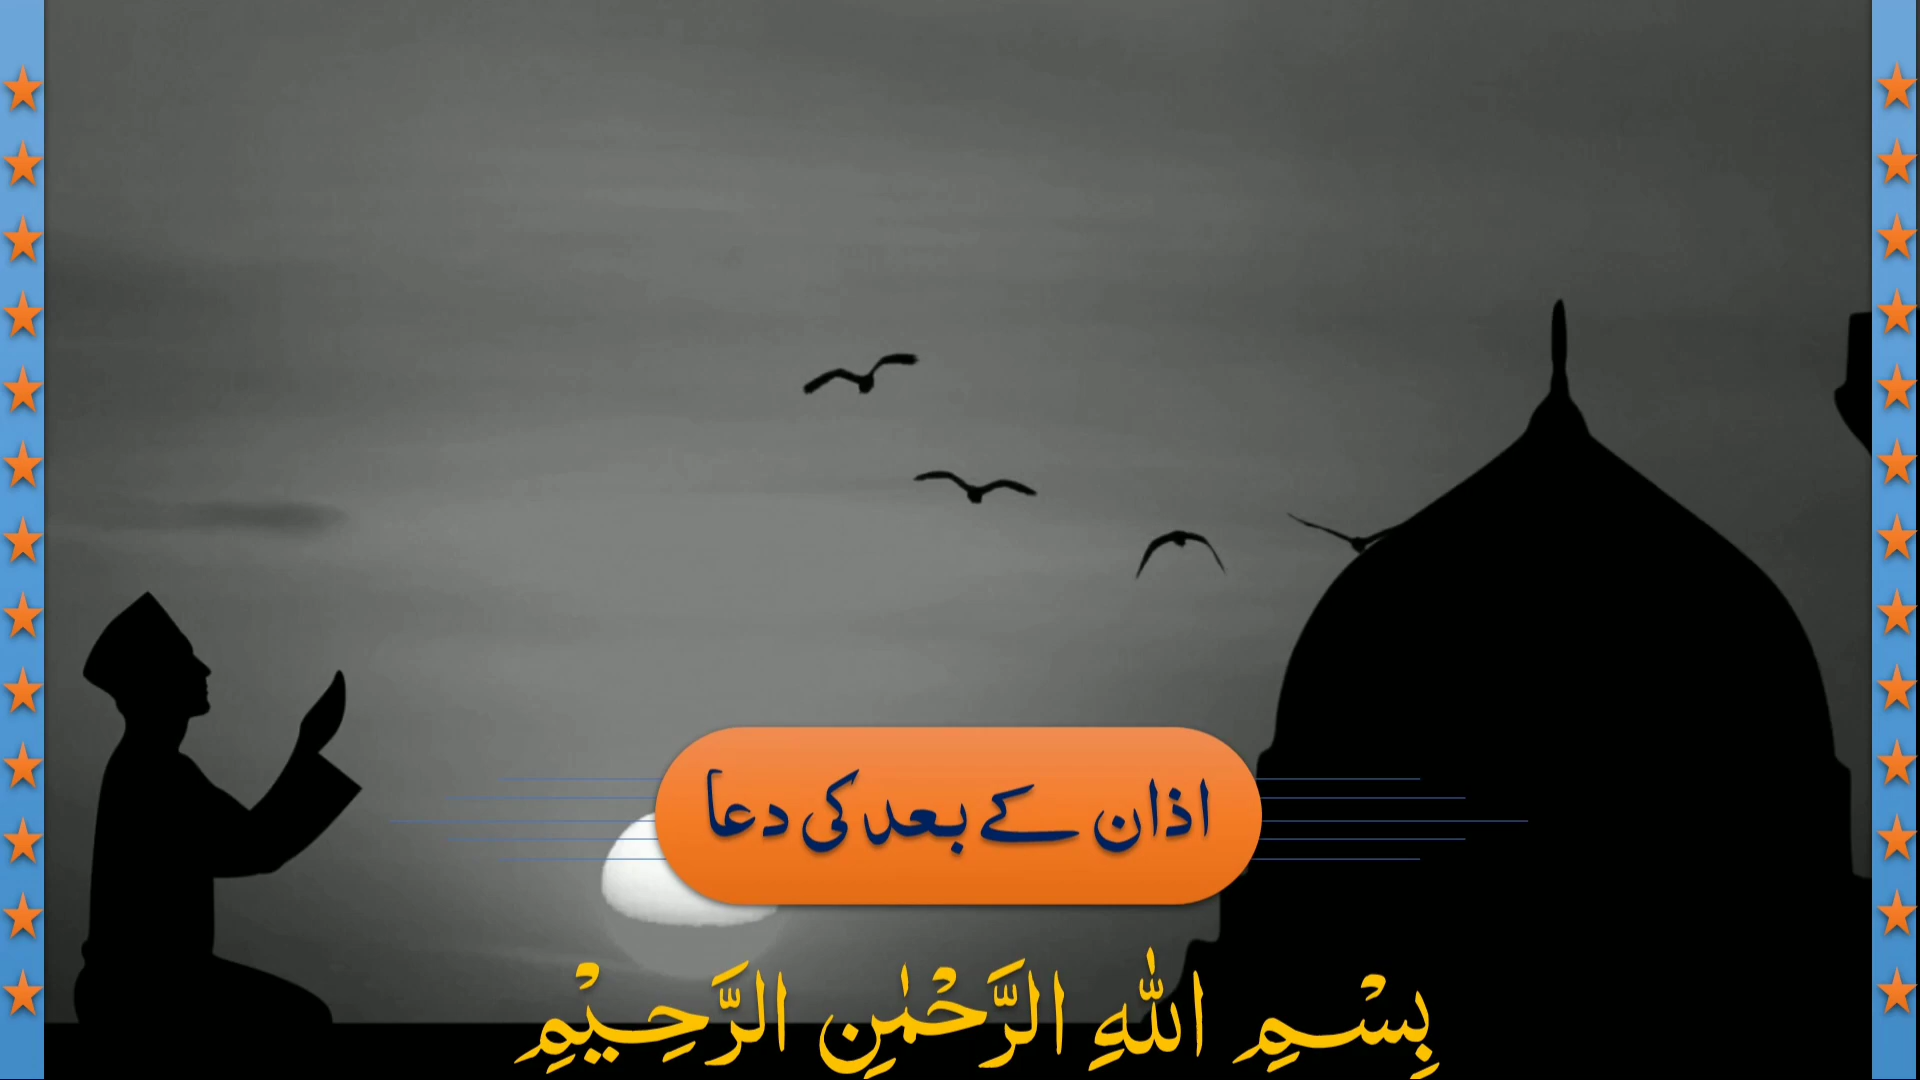 اذان کے بعد کی دعا
بِسْمِ اللّٰهِ الرَّحْمٰنِ الرَّحِيْمِ